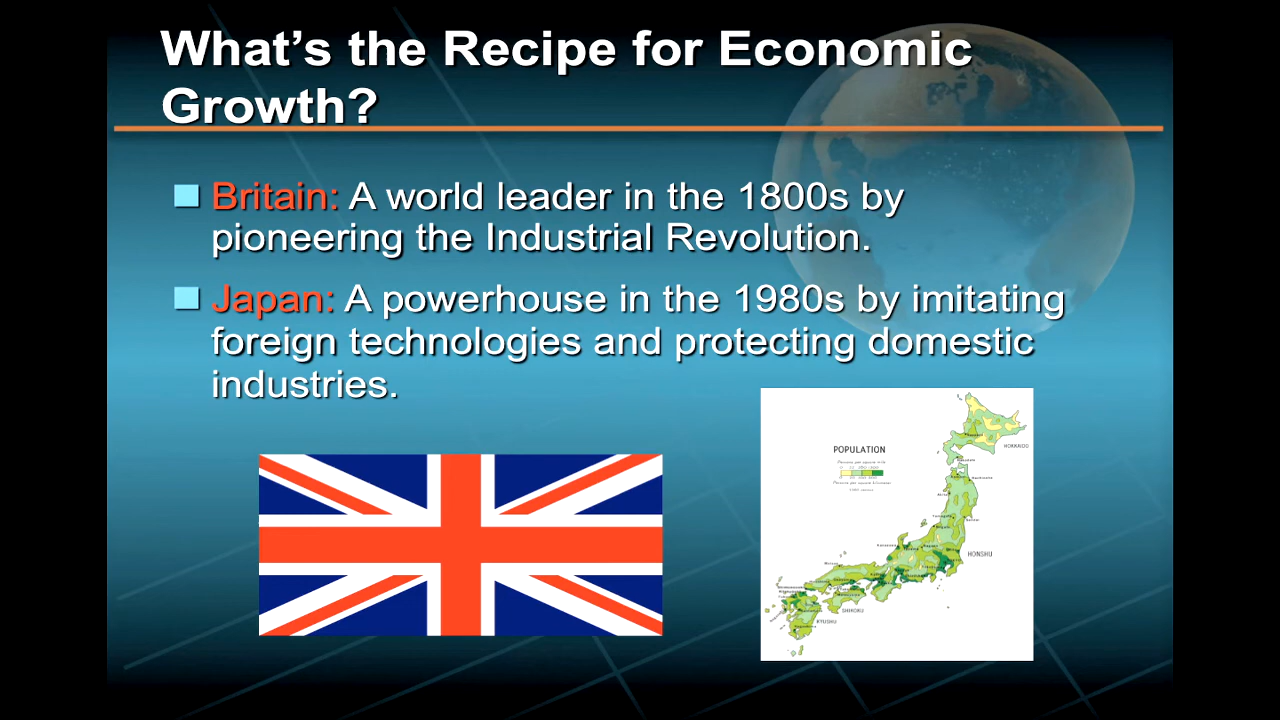 What's the Recipe for Economic
Growth?
Britain: A world leader in the 1800s by
pioneering the Industrial Revolution.
Japan: A powerhouse in the 1980s by imitating
foreign technologies and protecting domestic
industries.
POPULATION
HOKKAIDO
HONSHU
SHIKOKU
KYUSHU